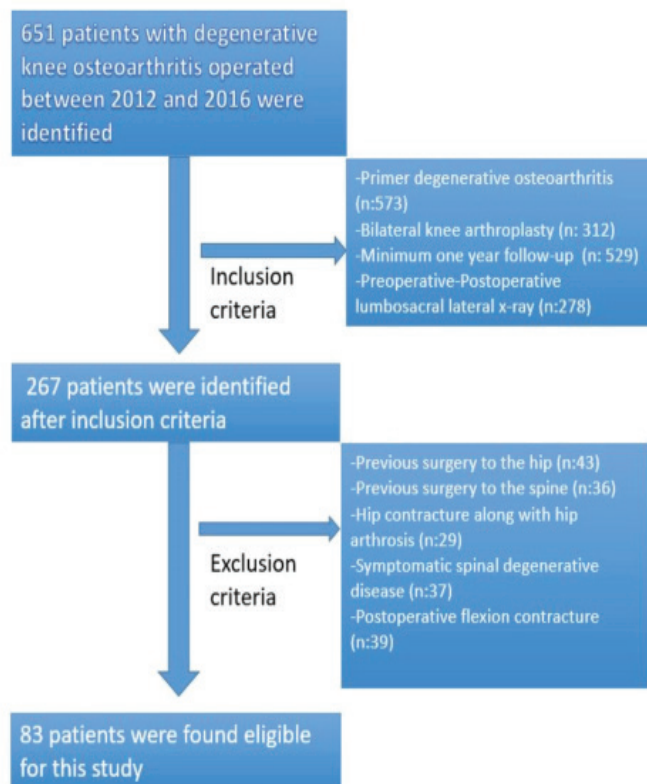 651 patients with degenerative
knee osteoarthritis operated
between 2012 and 2016 were
identified
-Primer degenerative osteoarthritis
(n:573)
-Bilateral knee arthroplasty (n: 312)
-Minimum one year follow-up (n: 529)
-Preoperative-Postoperative
lumbosacral lateral x-ray (n:278)
Inclusion
criteria
267 patients were identified
after inclusion criteria
-Previous surgery to the hip (n:43)
-Previous surgery to the spine (n:36)
-Hip contracture along with hip
arthrosis (n:29)
-Symptomatic spinal degenerative
disease (n:37)
-Postoperative flexion contracture
(n:39)
Exclusion
criteria
83 patients were found eligible
for this study